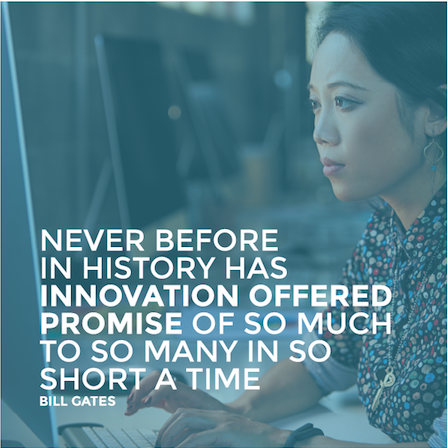 NEVER BEFORE
IN HISTORY HAS
INNOVATION OFFERED
PROMISE OF SO MUCH
TO SO MANY IN SO
SHORT A TIME
BILL GATES